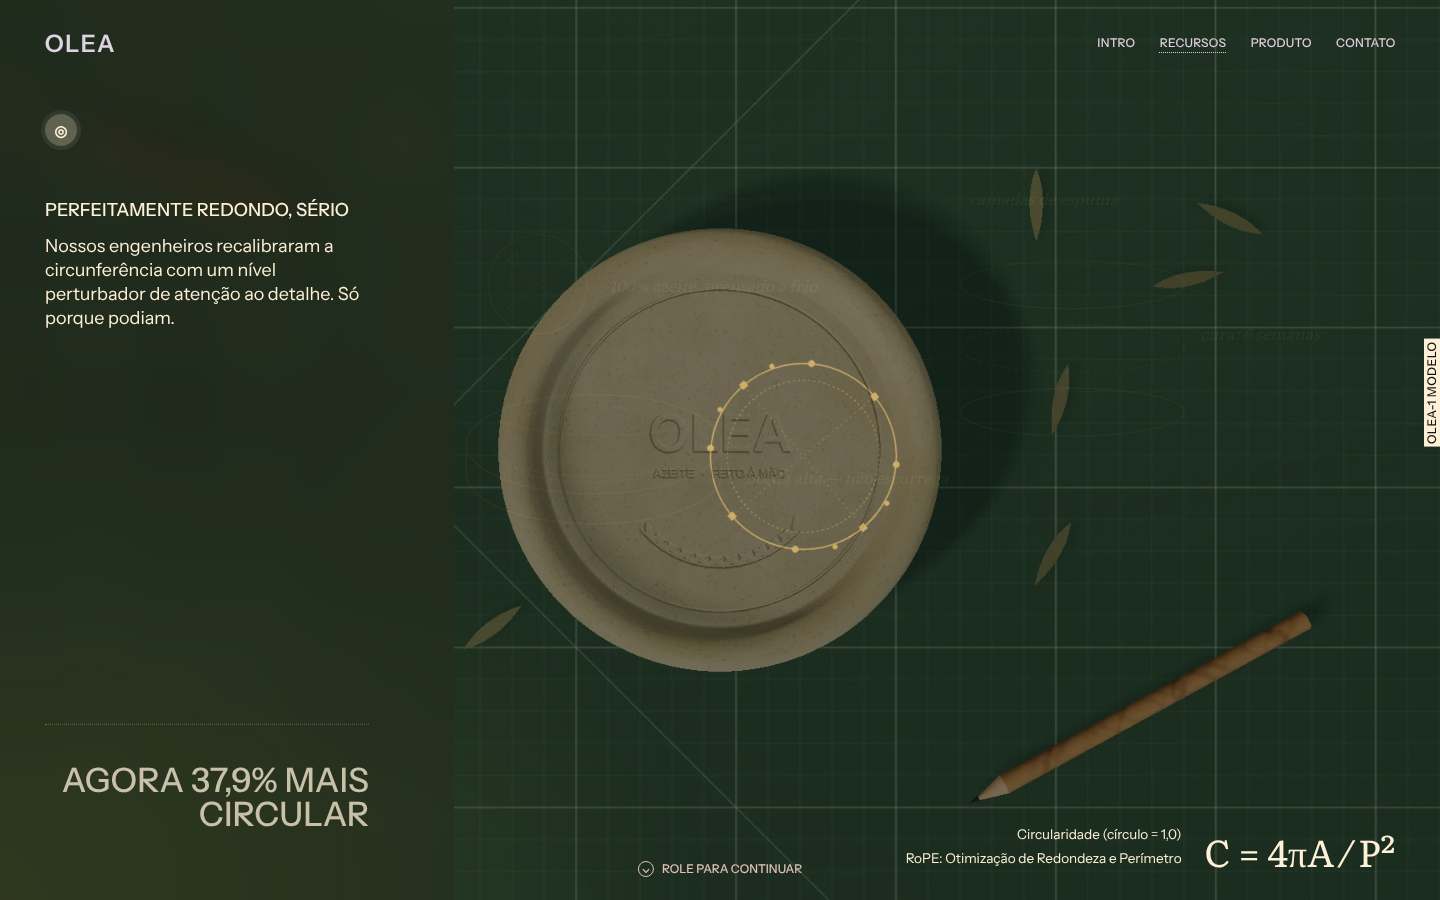 OLEA
INTRO
RECURSOS
PRODUTO
CONTATO
◎
PERFEITAMENTE REDONDO, SÉRIO
Nossos engenheiros recalibraram a
circunferência com um nível
perturbador de atenção ao detalhe. Só
porque podiam.
OLEA
AZEITE
FEITO À MÃO
OLEA-1 MODELO
AGORA 37,9% MAIS
CIRCULAR
ROLE PARA CONTINUAR
Circularidade (círculo = 1,0)
RoPE: Otimização de Redondeza e Perímetro
C = 4πA/P²